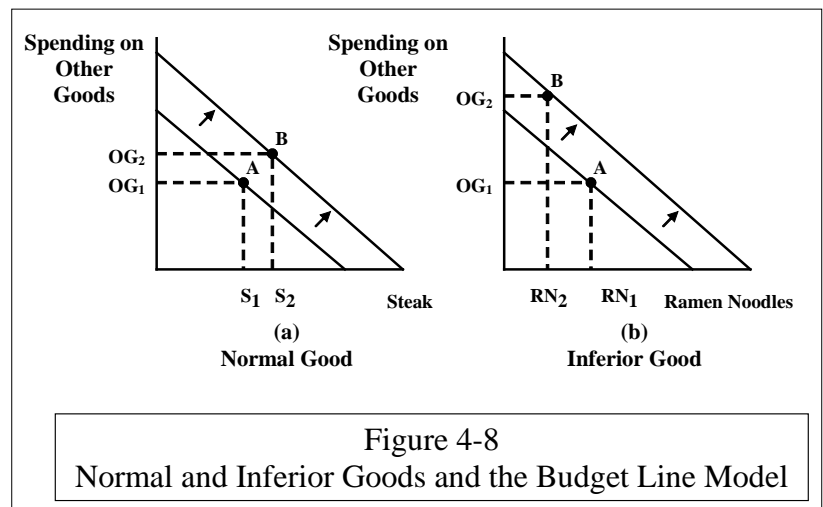 Spending on
Other
Goods
B
OG₂
A
OG₁
S₁ S₂ Steak
(a)
Normal Good
Spending on
Other
Goods
B
OG₂
A
OG₁
RN₂ RN₁ Ramen Noodles
(b)
Inferior Good
Figure 4-8
Normal and Inferior Goods and the Budget Line Model